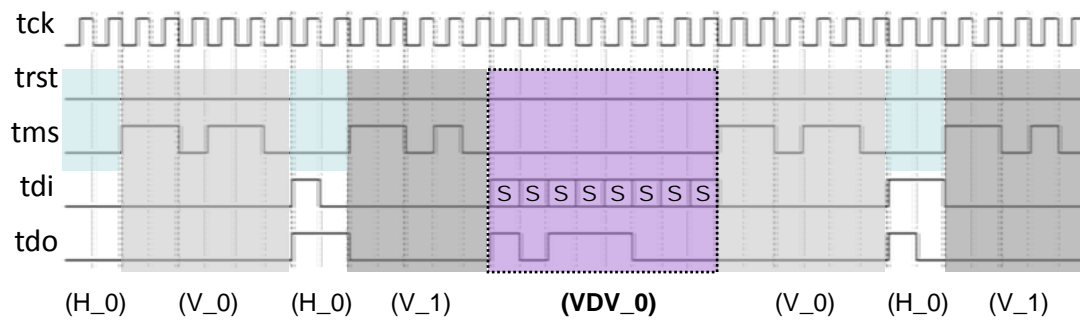 tck
trst
tms
tdi S S S S S S S S
tdo
(H_0) (V_0) (H_0) (V_1) (VDV_0) (V_0) (H_0) (V_1)